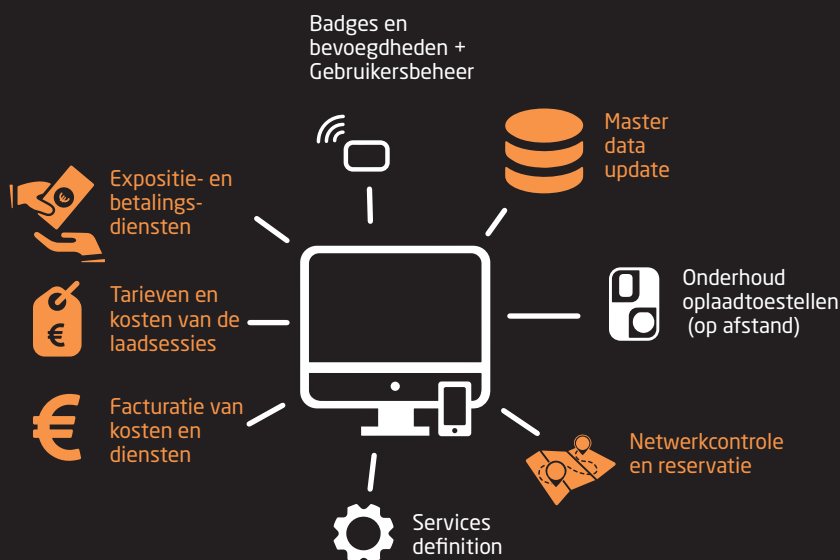 Badges en
bevoegdheden +
Gebruikersbeheer
Master
data
update
Expositie- en
betalings-
diensten
€
Onderhoud
oplaadtoestellen
(op afstand)
Tarieven en
kosten van de
laadsessies
€
Facturatie van
kosten en
diensten
€
Netwerkcontrole
en reservatie
Services
definition